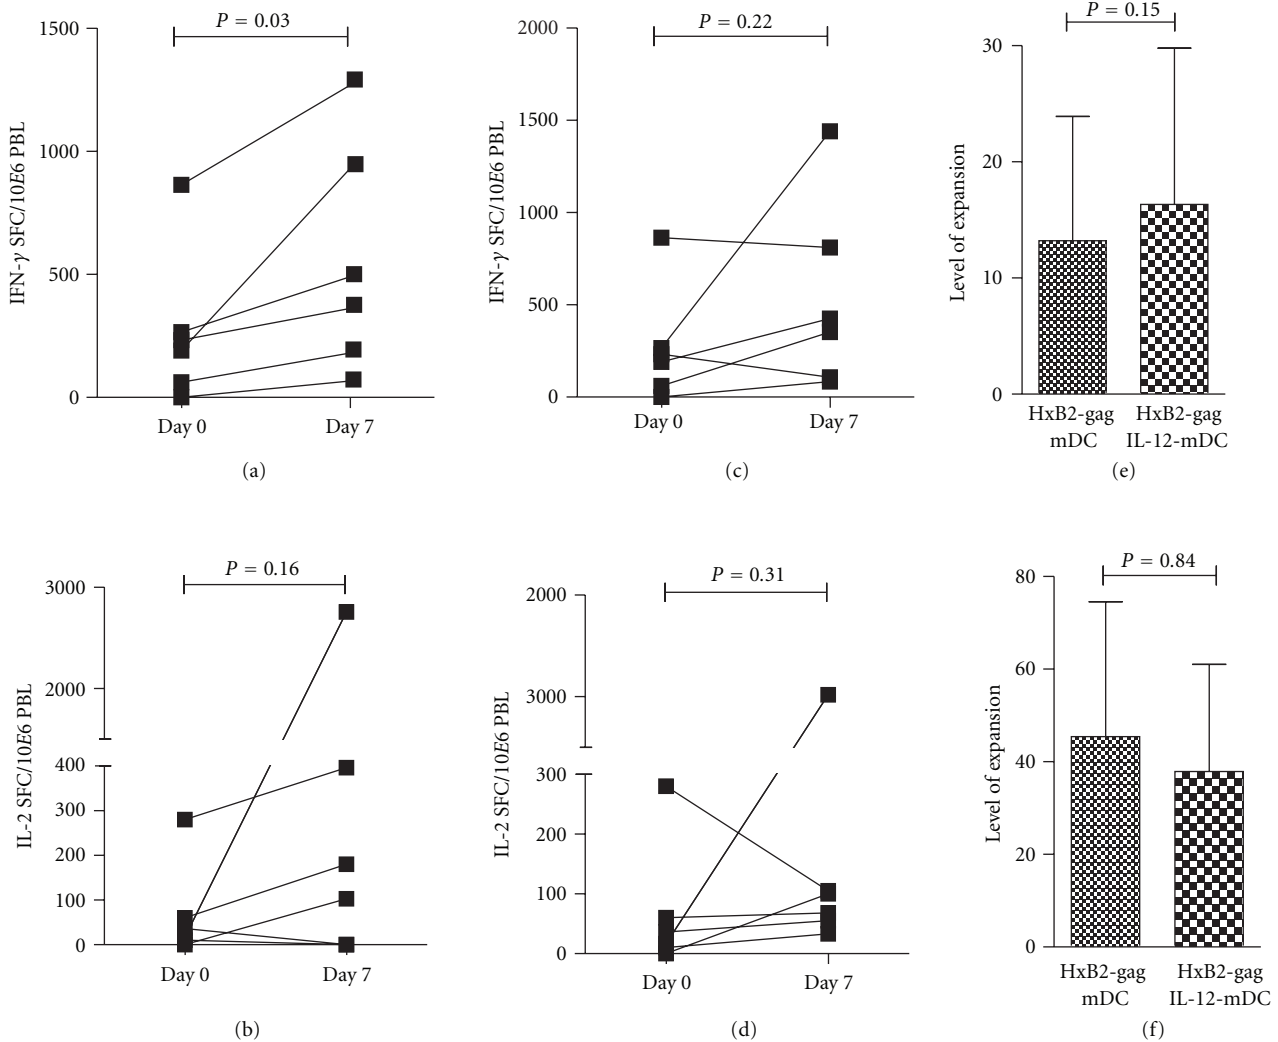 P = 0.03
1500
1000
500
0
IFN-γ SFC/10E6 PBL
Day 0 Day 7
(a)
P = 0.22
2000
1500
1000
500
0
IFN-γ SFC/10E6 PBL
Day 0 Day 7
(c)
P = 0.15
30
20
10
0
Level of expansion
HxB2-gag HxB2-gag
mDC IL-12-mDC
(e)
P = 0.16
3000
2000
400
300
200
100
0
IL-2 SFC/10E6 PBL
Day 0 Day 7
(b)
P = 0.31
2000
3000
300
200
100
0
IL-2 SFC/10E6 PBL
Day 0 Day 7
(d)
P = 0.84
80
60
40
20
0
Level of expansion
HxB2-gag HxB2-gag
mDC IL-12-mDC
(f)